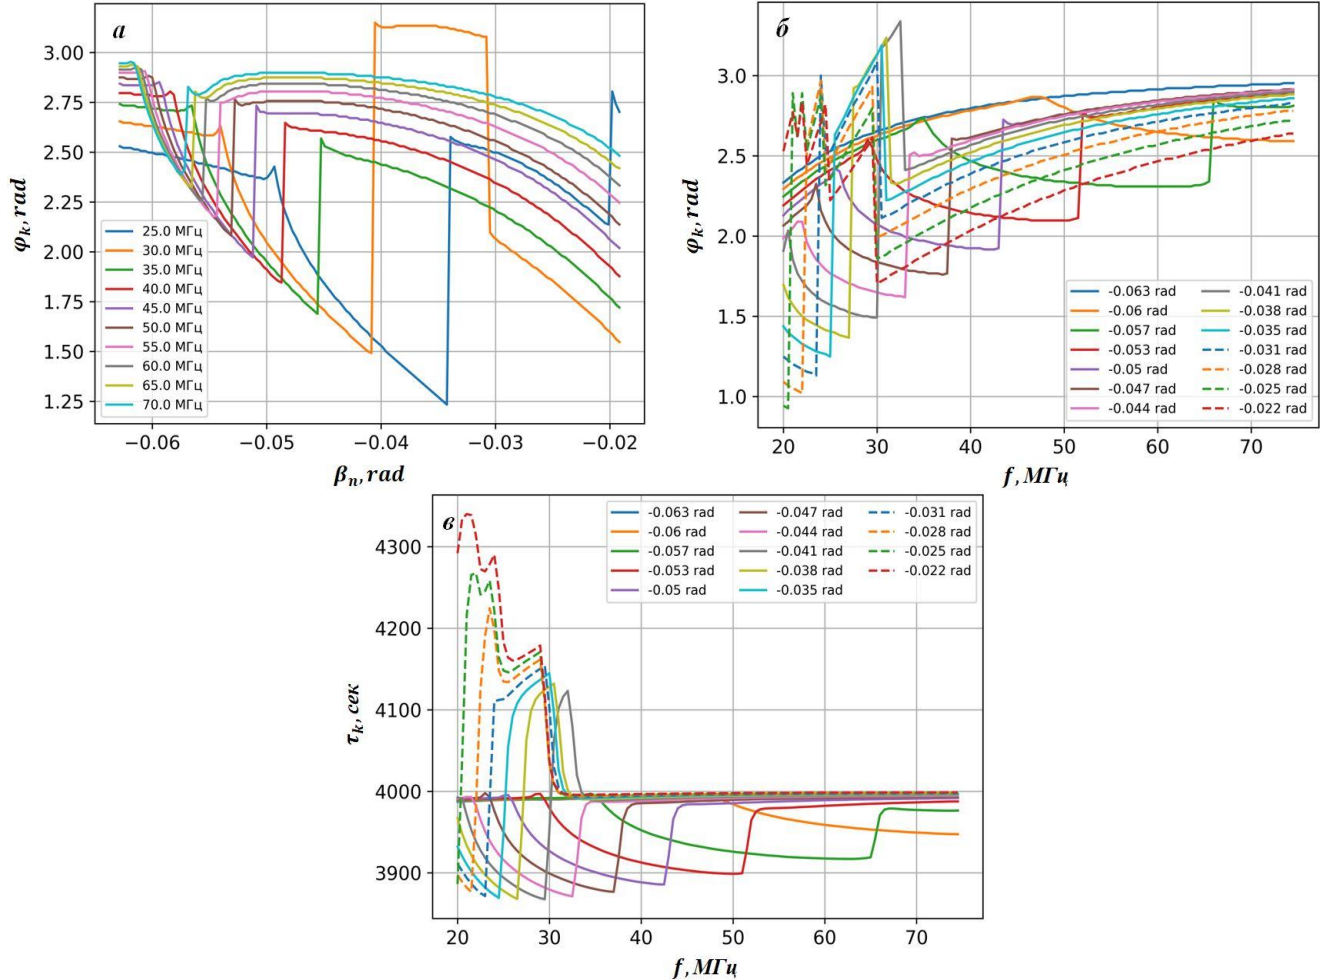 а
3.00
2.75
2.50
2.25
2.00
1.75
1.50
1.25
φk, rad
25.0 МГц
30.0 МГц
35.0 МГц
40.0 МГц
45.0 МГц
50.0 МГц
55.0 МГц
60.0 МГц
65.0 МГц
70.0 МГц
−0.06 −0.05 −0.04 −0.03 −0.02
βn, rad
б
3.0
2.5
2.0
1.5
1.0
φk, rad
-0.063 rad -0.041 rad
-0.06 rad -0.038 rad
-0.057 rad -0.035 rad
-0.053 rad -0.031 rad
-0.05 rad -0.028 rad
-0.047 rad -0.025 rad
-0.044 rad -0.022 rad
20 30 40 50 60 70
f, МГц
в
4300
4200
4100
4000
3900
τk, сек
-0.063 rad -0.047 rad -0.031 rad
-0.06 rad -0.044 rad -0.028 rad
-0.057 rad -0.041 rad -0.025 rad
-0.053 rad -0.038 rad -0.022 rad
-0.05 rad -0.035 rad
20 30 40 50 60 70
f, МГц